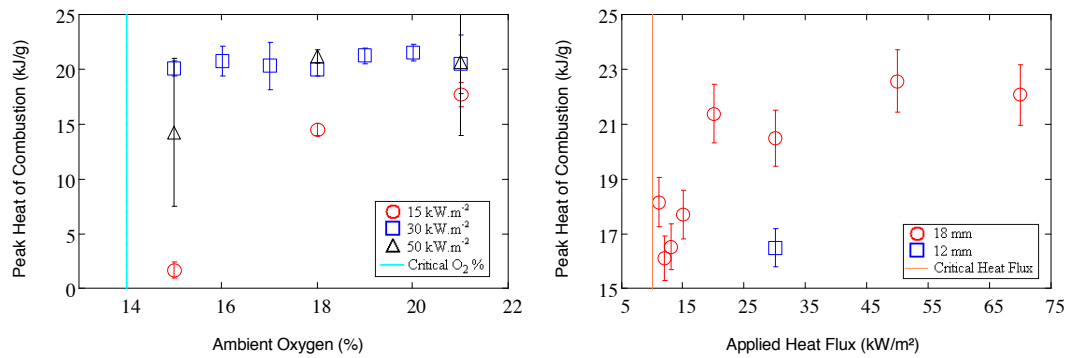 Peak Heat of Combustion (kJ/g)
25
20
15
10
5
0
14
16
18
20
22
Ambient Oxygen (%)
15 kW.m⁻²
30 kW.m⁻²
50 kW.m⁻²
Critical O₂ %
Peak Heat of Combustion (kJ/g)
25
23
21
19
17
15
5
15
25
35
45
55
65
75
Applied Heat Flux (kW/m²)
18 mm
12 mm
Critical Heat Flux